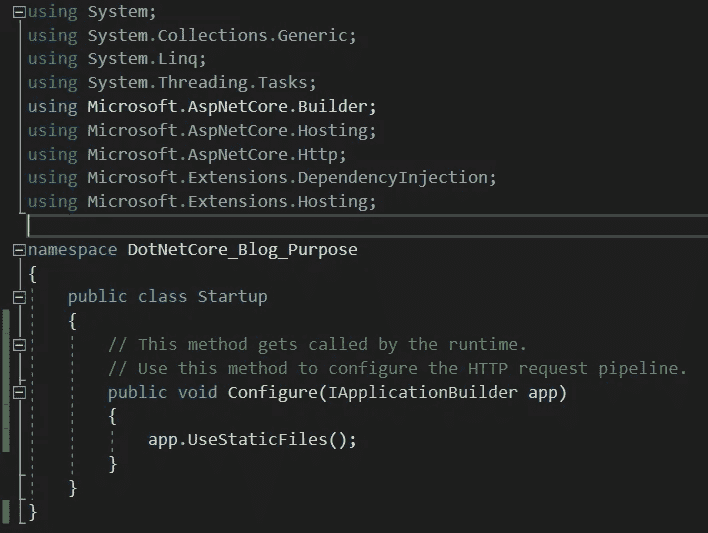 using System;
using System.Collections.Generic;
using System.Linq;
using System.Threading.Tasks;
using Microsoft.AspNetCore.Builder;
using Microsoft.AspNetCore.Hosting;
using Microsoft.AspNetCore.Http;
using Microsoft.Extensions.DependencyInjection;
using Microsoft.Extensions.Hosting;
namespace DotNetCore_Blog_Purpose
{
public class Startup
{
// This method gets called by the runtime.
// Use this method to configure the HTTP request pipeline.
public void Configure(IApplicationBuilder app)
{
app.UseStaticFiles();
}
}
}